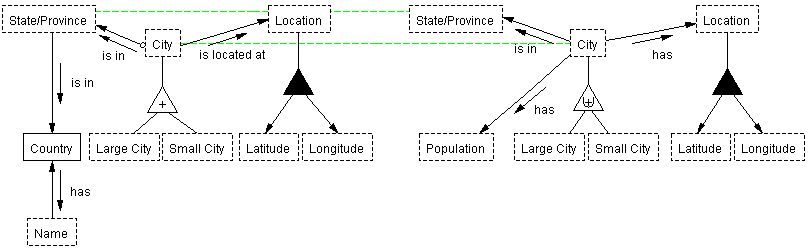 State/Province
Location
State/Province
Location
City
City
is in
is located at
is in
has
is in
+
has
Country
Large City
Small City
Latitude
Longitude
Population
Large City
Small City
Latitude
Longitude
has
Name